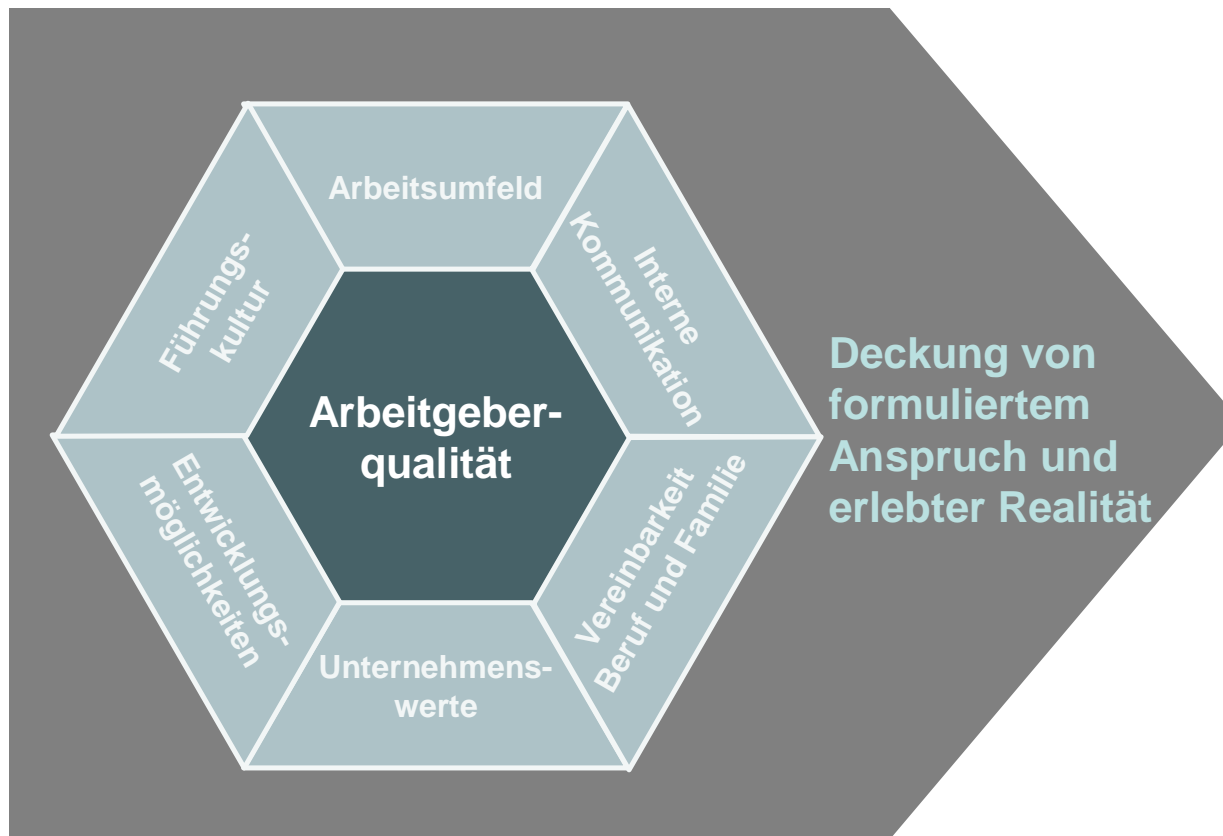 Arbeitsumfeld
Interne
Kommunikation
Vereinbarkeit
Beruf und Familie
Unternehmens-
werte
Entwicklungs-
möglichkeiten
Führungs-
kultur
Arbeitgeber-
qualität
Deckung von
formuliertem
Anspruch und
erlebter Realität